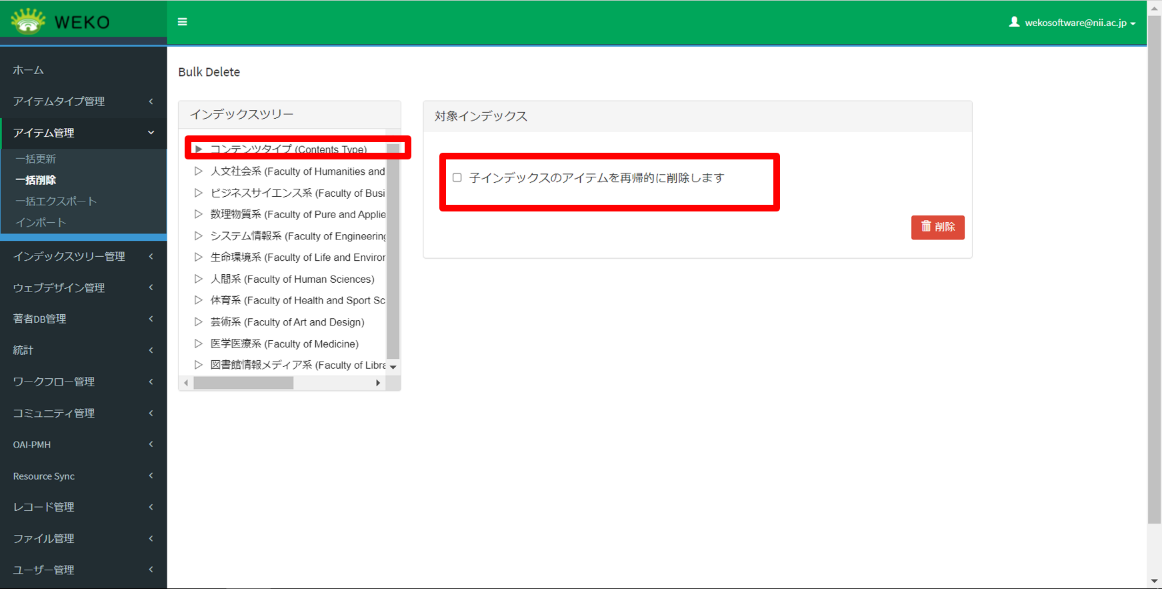 WEKO
wekosoftware@nii.ac.jp
ホーム
アイテムタイプ管理
アイテム管理
一括更新
一括削除
一括エクスポート
インポート
インデックスツリー管理
ウェブデザイン管理
著者DB管理
統計
ワークフロー管理
コミュニティ管理
OAI-PMH
Resource Sync
レコード管理
ファイル管理
ユーザー管理
Bulk Delete
インデックスツリー
コンテンツタイプ (Contents Type)
人文社会系 (Faculty of Humanities and
ビジネスサイエンス系 (Faculty of Busi
数理物質系 (Faculty of Pure and Applie
システム情報系 (Faculty of Engineering
生命環境系 (Faculty of Life and Enviror
人間系 (Faculty of Human Sciences)
体育系 (Faculty of Health and Sport Sc
芸術系 (Faculty of Art and Design)
医学医療系 (Faculty of Medicine)
図書館情報メディア系 (Faculty of Libra
対象インデックス
子インデックスのアイテムを再帰的に削除します
削除